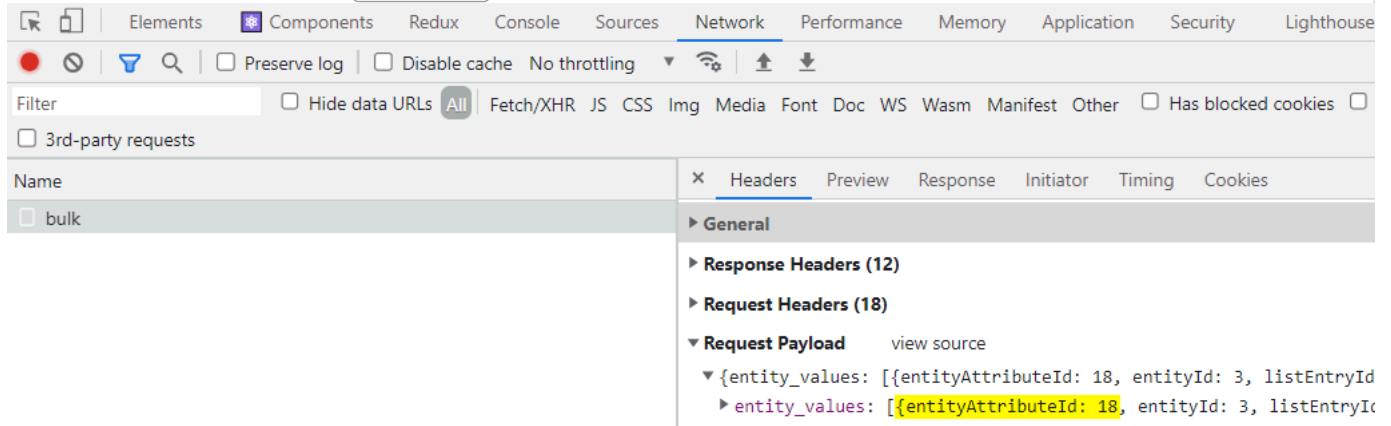 Elements Components Redux Console Sources Network Performance Memory Application Security Lighthouse
Preserve log Disable cache No throttling
Filter Hide data URLs All Fetch/XHR JS CSS Img Media Font Doc WS Wasm Manifest Other Has blocked cookies
3rd-party requests
Name
× Headers Preview Response Initiator Timing Cookies
bulk
General
Response Headers (12)
Request Headers (18)
Request Payload view source
{entity_values: [{entityAttributeId: 18, entityId: 3, listEntryId
entity_values: [{entityAttributeId: 18, entityId: 3, listEntryId